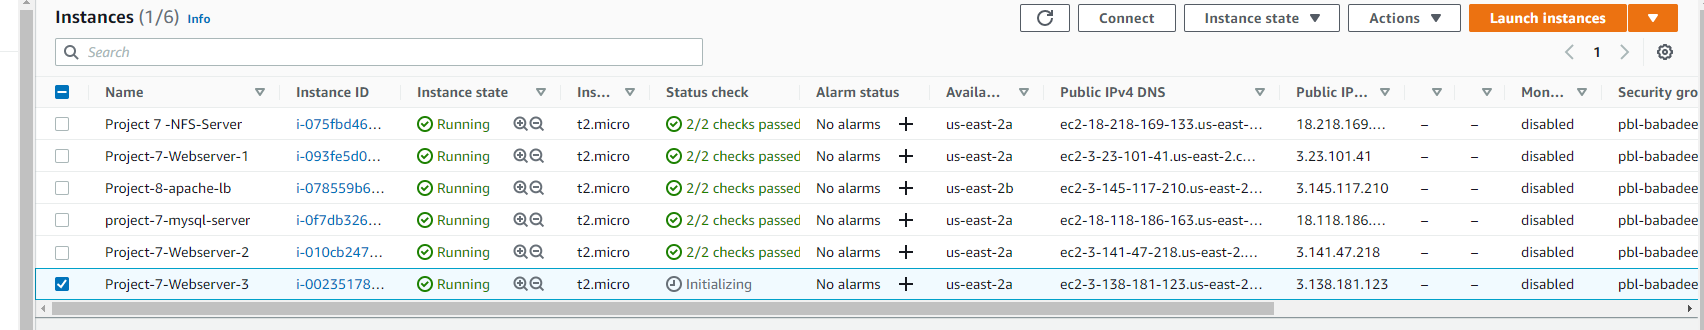 Instances (1/6) Info Connect Instance state Actions Launch instances
Search 1
Name Instance ID Instance state Ins... Status check Alarm status Availa... Public IPv4 DNS Public IP... Mon... Security gro
Project 7 -NFS-Server i-075fbd46... Running t2.micro 2/2 checks passed No alarms + us-east-2a ec2-18-218-169-133.us-east-... 18.218.169.... – – disabled pbl-babadee
Project-7-Webserver-1 i-093fe5d0... Running t2.micro 2/2 checks passed No alarms + us-east-2a ec2-3-23-101-41.us-east-2.c... 3.23.101.41 – – disabled pbl-babadee
Project-8-apache-lb i-078559b6... Running t2.micro 2/2 checks passed No alarms + us-east-2b ec2-3-145-117-210.us-east-2... 3.145.117.210 – – disabled pbl-babadee
project-7-mysql-server i-0f7db326... Running t2.micro 2/2 checks passed No alarms + us-east-2a ec2-18-118-186-163.us-east-... 18.118.186.... – – disabled pbl-babadee
Project-7-Webserver-2 i-010cb247... Running t2.micro 2/2 checks passed No alarms + us-east-2a ec2-3-141-47-218.us-east-2.... 3.141.47.218 – – disabled pbl-babadee
Project-7-Webserver-3 i-00235178... Running t2.micro Initializing No alarms + us-east-2a ec2-3-138-181-123.us-east-2... 3.138.181.123 – – disabled pbl-babadee